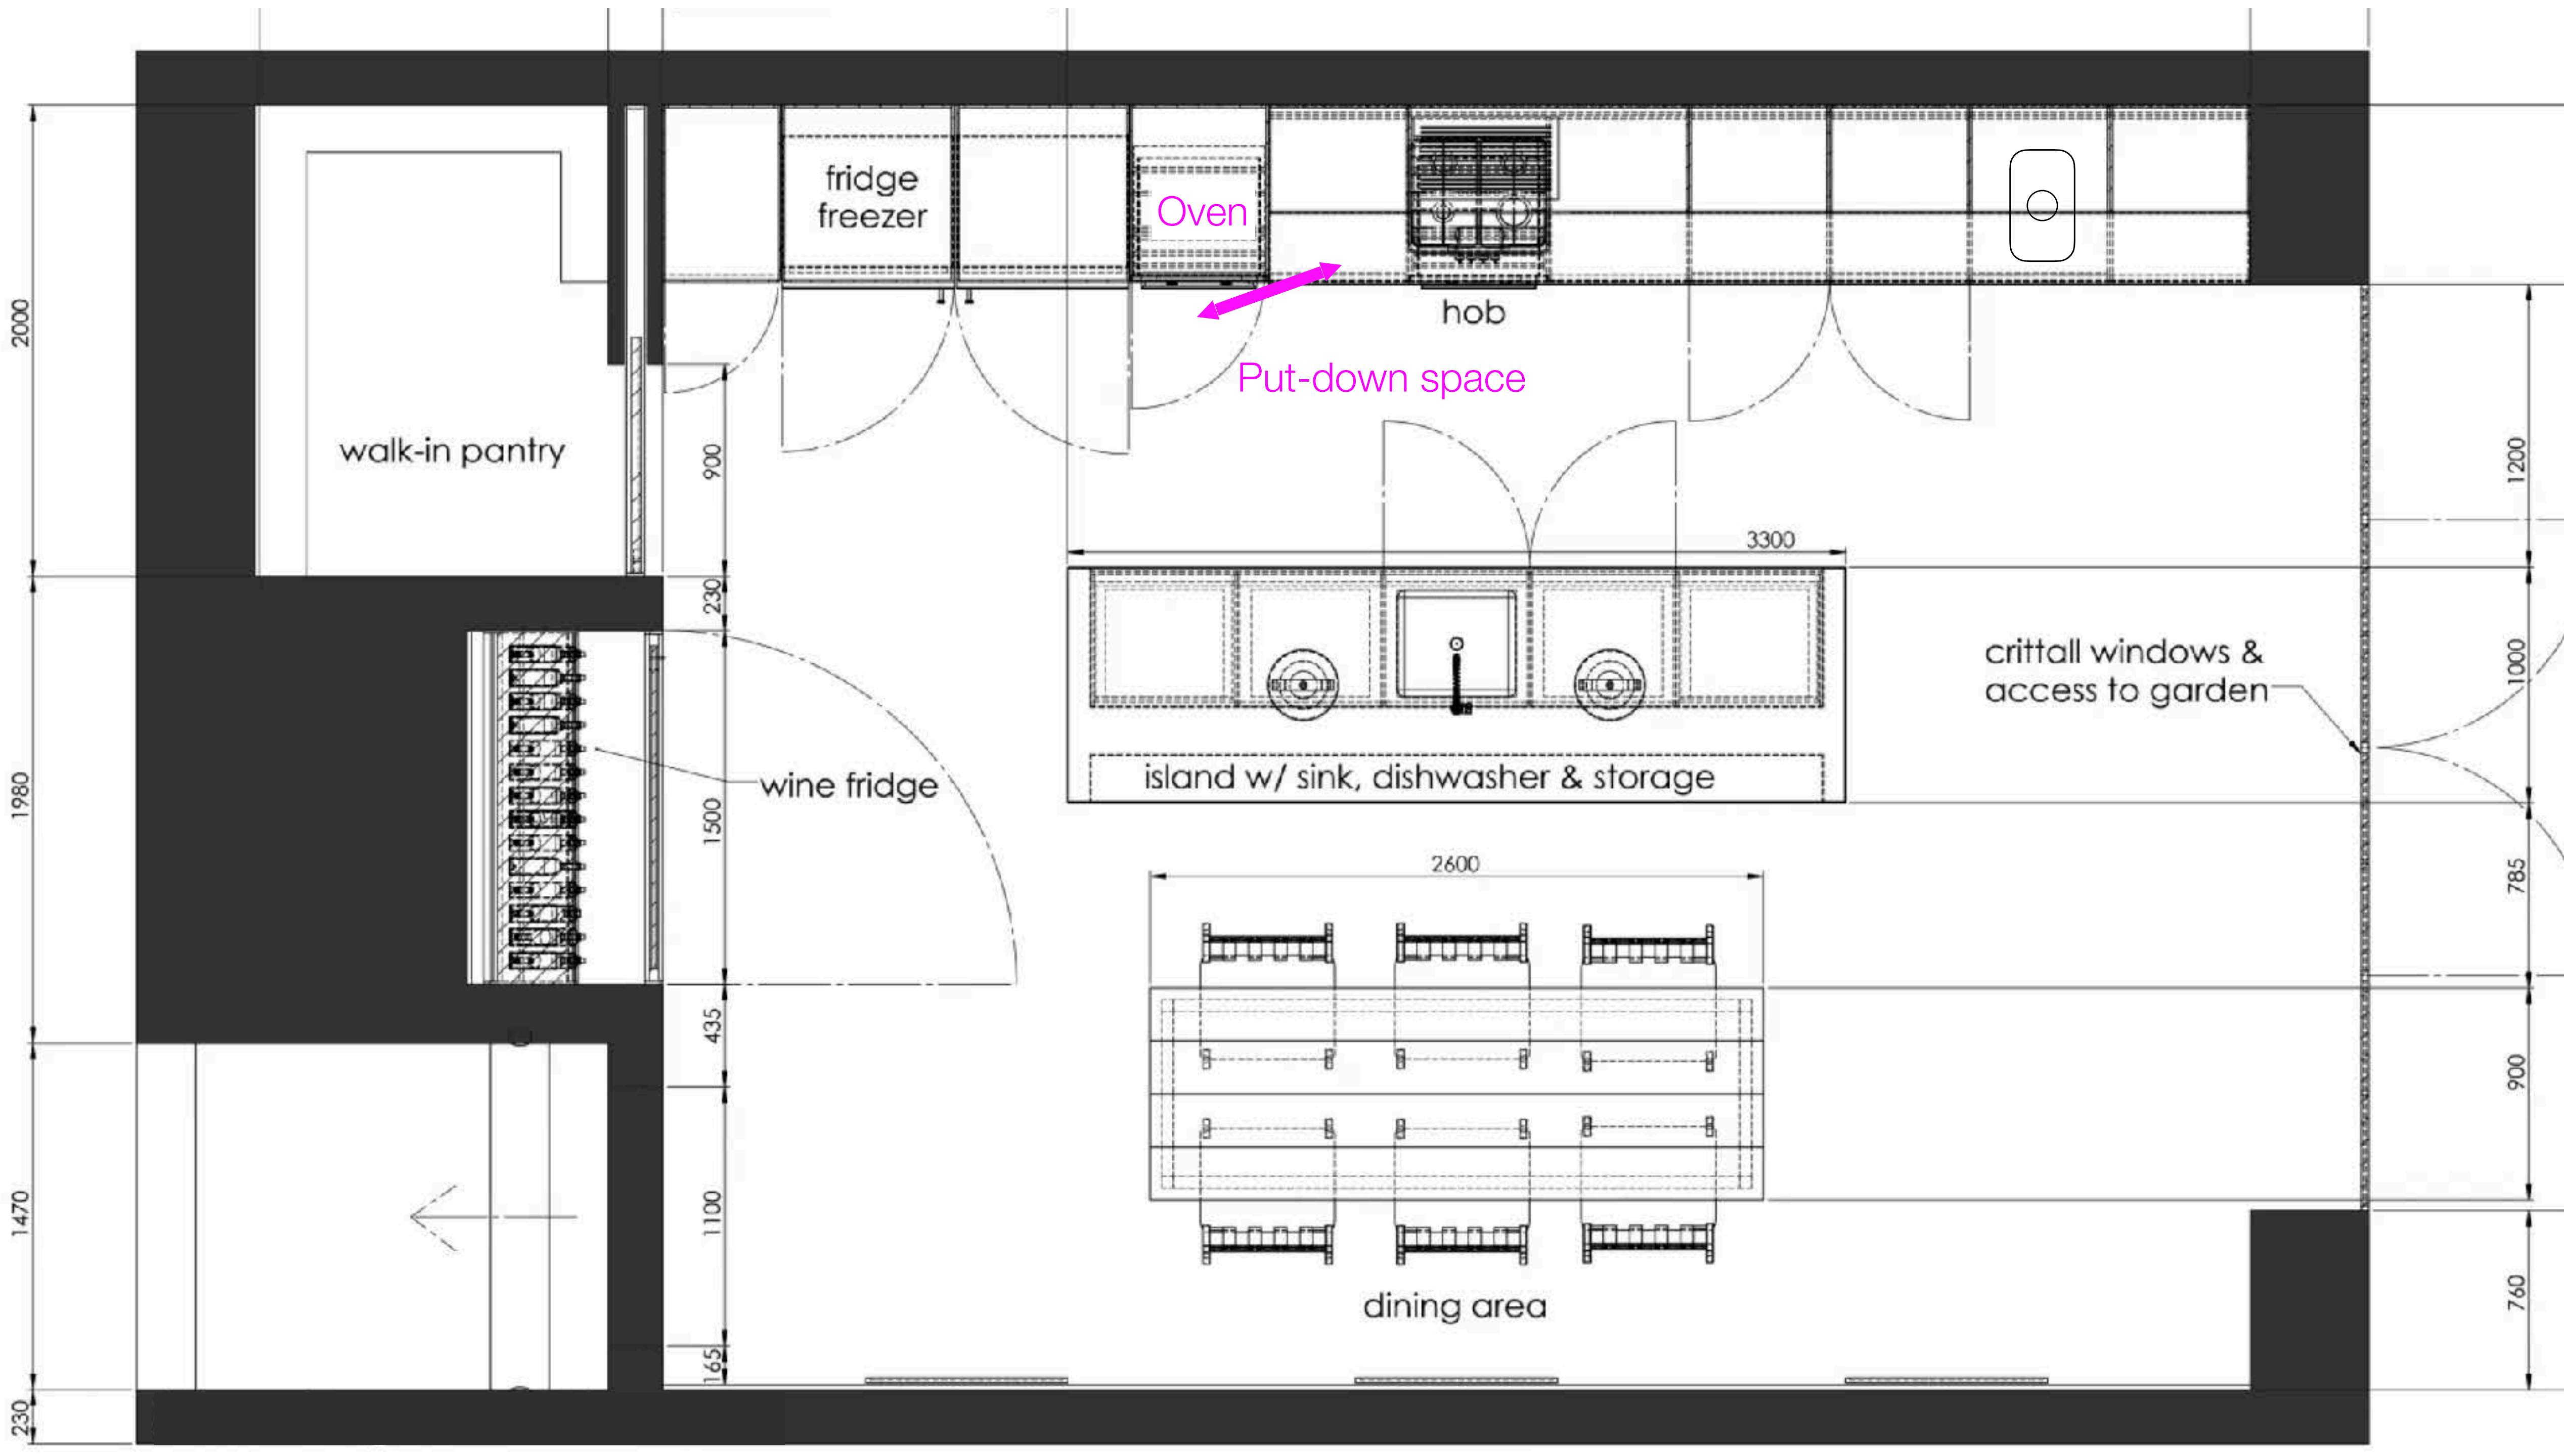 fridge
freezer
Oven
hob
Put-down space
2000
walk-in pantry
900
1200
230
3300
crittall windows &
access to garden
1000
wine fridge
island w/ sink, dishwasher & storage
1980
1500
785
2600
435
900
1470
1100
dining area
760
165
230